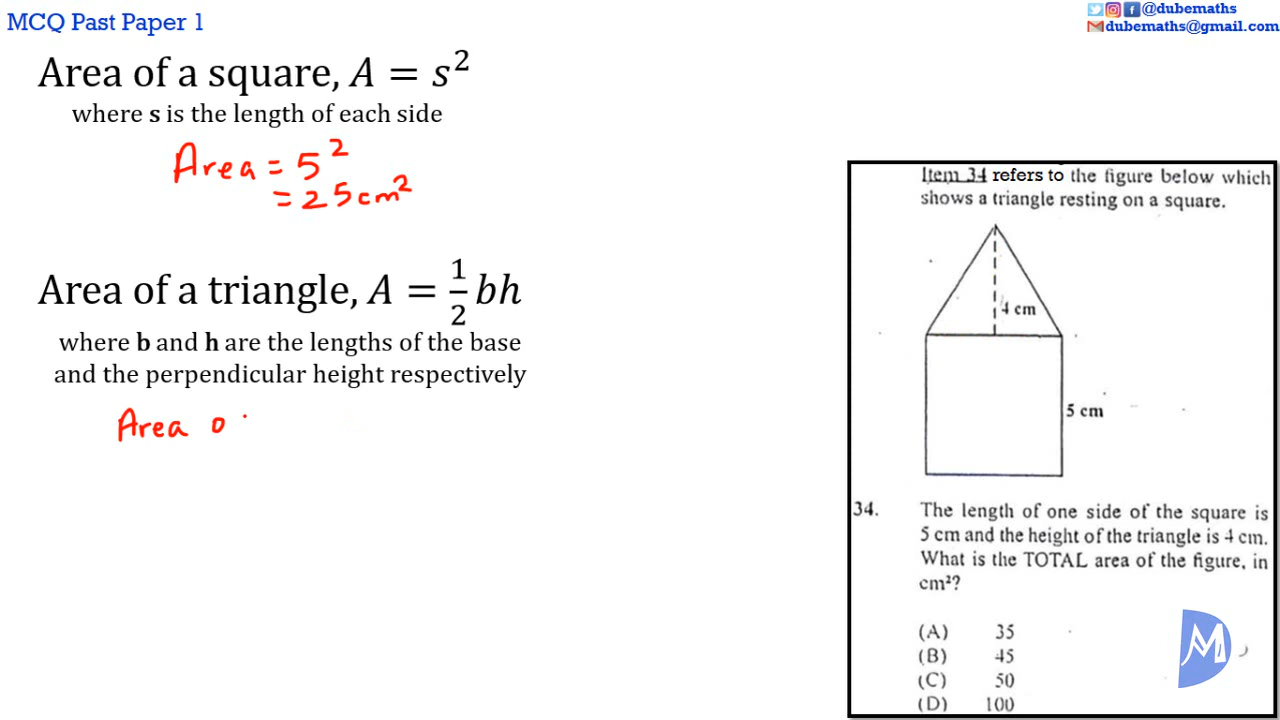 MCQ Past Paper 1
@dubemaths
dubemaths@gmail.com
Area of a square, A = s²
where s is the length of each side
Area = 5²
= 25cm²
Area of a triangle, A = ½ bh
where b and h are the lengths of the base
and the perpendicular height respectively
Area o
Item 34 refers to the figure below which
shows a triangle resting on a square.
4 cm
5 cm
34. The length of one side of the square is
5 cm and the height of the triangle is 4 cm.
What is the TOTAL area of the figure, in
cm²?
(A) 35
(B) 45
(C) 50
(D) 100
M